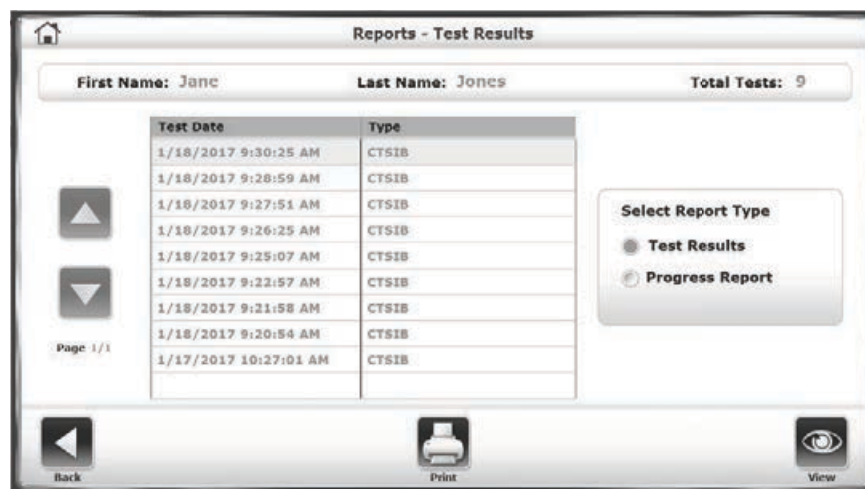 Reports - Test Results
First Name: Jane Last Name: Jones Total Tests: 9
Test Date Type
1/18/2017 9:30:25 AM CTSIB
1/18/2017 9:28:59 AM CTSIB
1/18/2017 9:27:51 AM CTSIB
1/18/2017 9:26:25 AM CTSIB
1/18/2017 9:25:07 AM CTSIB
1/18/2017 9:22:57 AM CTSIB
1/18/2017 9:21:58 AM CTSIB
1/18/2017 9:20:54 AM CTSIB
1/17/2017 10:27:01 AM CTSIB
Select Report Type
Test Results
Progress Report
Page 1/1
Back Print View